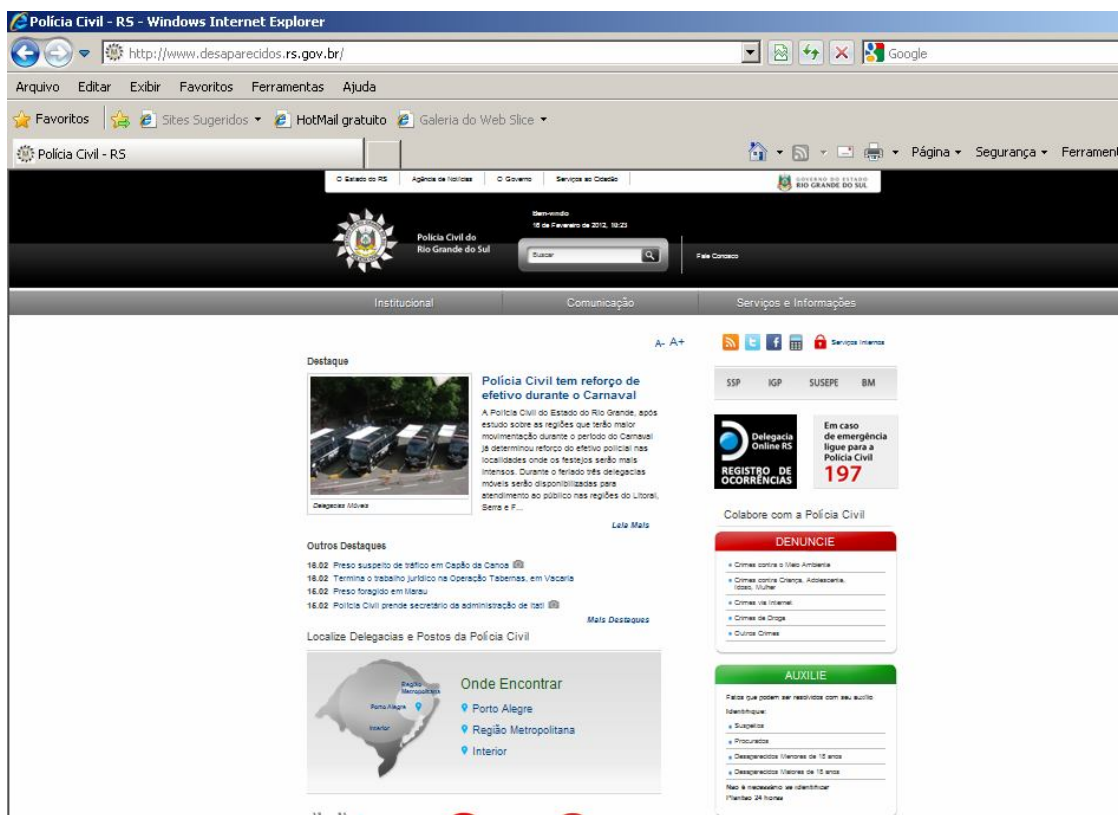 Polícia Civil - RS - Windows Internet Explorer
http://www.desaparecidos.rs.gov.br/
Google
Arquivo Editar Exibir Favoritos Ferramentas Ajuda
Favoritos Sites Sugeridos HotMail gratuito Galeria do Web Slice
Polícia Civil - RS
Página Segurança Ferrament
O Estado do RS Agência de Notícias O Governo Serviços ao Cidadão
GOVERNO DO ESTADO
RIO GRANDE DO SUL
Bem-vindo
16 de Fevereiro de 2012, 18:23
Polícia Civil do
Rio Grande do Sul
Buscar
Fale Conosco
Institucional Comunicação Serviços e Informações
A- A+
Serviços Internos
Destaque
Polícia Civil tem reforço de
efetivo durante o Carnaval
A Polícia Civil do Estado do Rio Grande, após
estudo sobre as regiões que terão maior
movimentação durante o período do Carnaval
já determinou reforço do efetivo policial nas
localidades onde os festejos serão mais
intensos. Durante o feriado três delegacias
móveis serão disponibilizadas para
atendimento ao público nas regiões do Litoral,
Serra e F...
Delegacias Móveis
Leia Mais
SSP IGP SUSEPE BM
Delegacia
Online RS
REGISTRO DE
OCORRÊNCIAS
Em caso
de emergência
ligue para a
Polícia Civil
197
Outros Destaques
16.02 Preso suspeito de tráfico em Capão da Canoa
16.02 Termina o trabalho jurídico na Operação Tabernas, em Vacaria
16.02 Preso foragido em Marau
16.02 Polícia Civil prende secretário da administração de Itati
Mais Destaques
Colabore com a Polícia Civil
DENUNCIE
Crimes contra o Meio Ambiente
Crimes contra Criança, Adolescente,
Idoso, Mulher
Crimes via Internet
Crimes de Droga
Outros Crimes
Localize Delegacias e Postos da Polícia Civil
Região
Metropolitana
Porto Alegre
Interior
Onde Encontrar
Porto Alegre
Região Metropolitana
Interior
AUXILIE
Fatos que podem ser resolvidos com seu auxílio
Identifique:
Suspeitos
Procurados
Desaparecidos Menores de 18 anos
Desaparecidos Maiores de 18 anos
Não é necessário se identificar
Plantão 24 horas